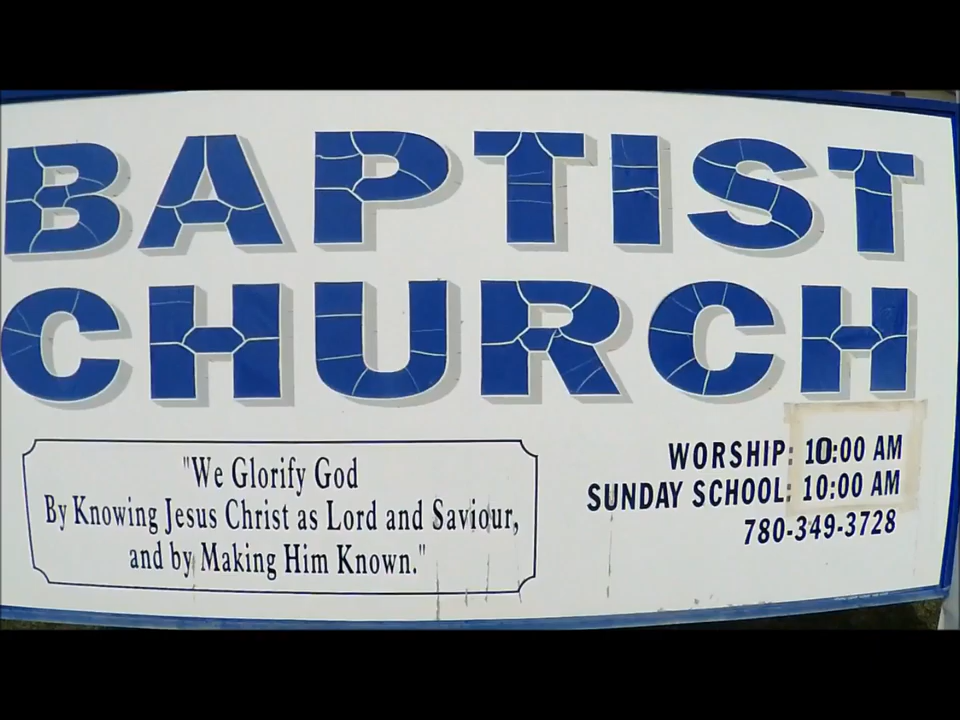 BAPTIST
CHURCH
"We Glorify God
By Knowing Jesus Christ as Lord and Saviour,
and by Making Him Known."
WORSHIP: 10:00 AM
SUNDAY SCHOOL: 10:00 AM
780-349-3728